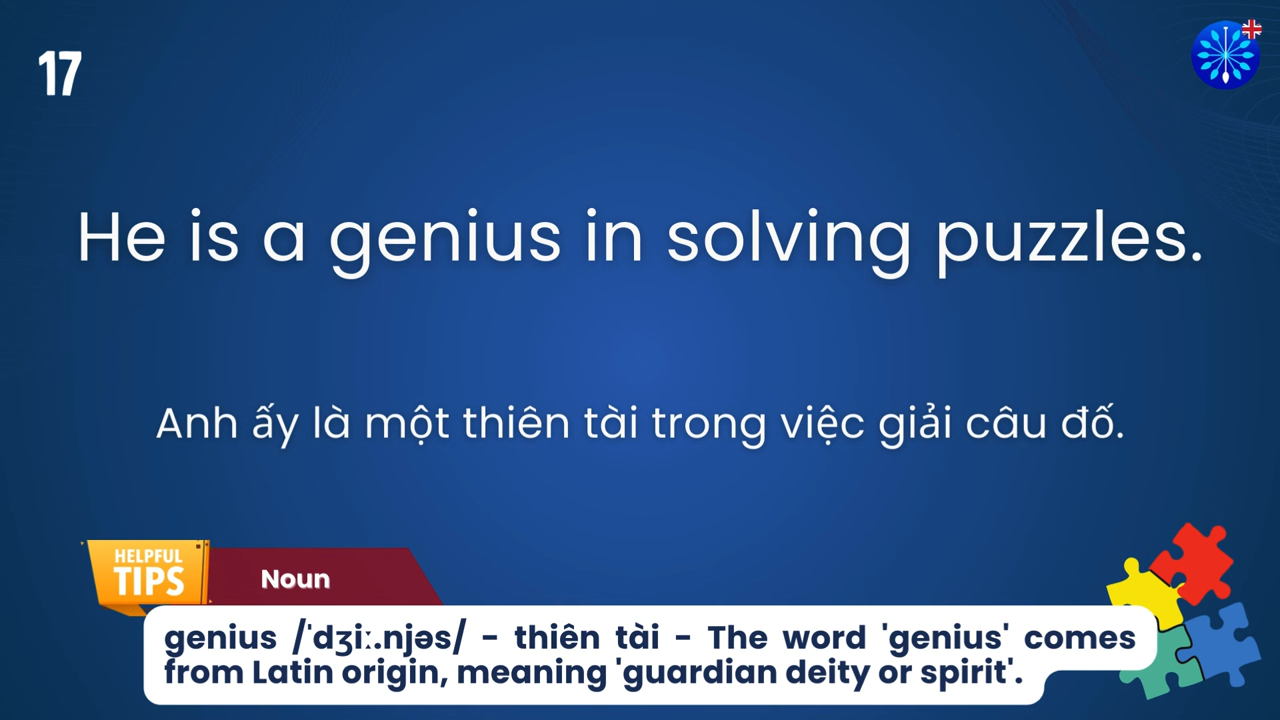 17
He is a genius in solving puzzles.
Anh ấy là một thiên tài trong việc giải câu đố.
HELPFUL
TIPS
Noun
genius /ˈdʒiː.njəs/ - thiên tài - The word 'genius' comes
from Latin origin, meaning 'guardian deity or spirit'.